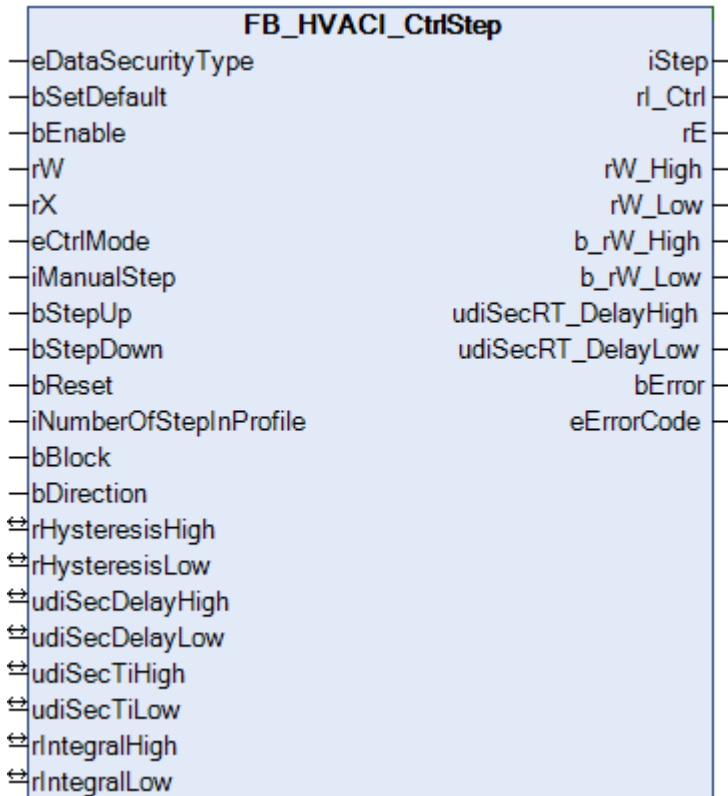 FB_HVACI_CtrlStep
eDataSecurityType iStep
bSetDefault rI_Ctrl
bEnable rE
rW rW_High
rX rW_Low
eCtrlMode b_rW_High
iManualStep b_rW_Low
bStepUp udiSecRT_DelayHigh
bStepDown udiSecRT_DelayLow
bReset bError
iNumberOfStepInProfile eErrorCode
bBlock
bDirection
rHysteresisHigh
rHysteresisLow
udiSecDelayHigh
udiSecDelayLow
udiSecTiHigh
udiSecTiLow
rIntegralHigh
rIntegralLow